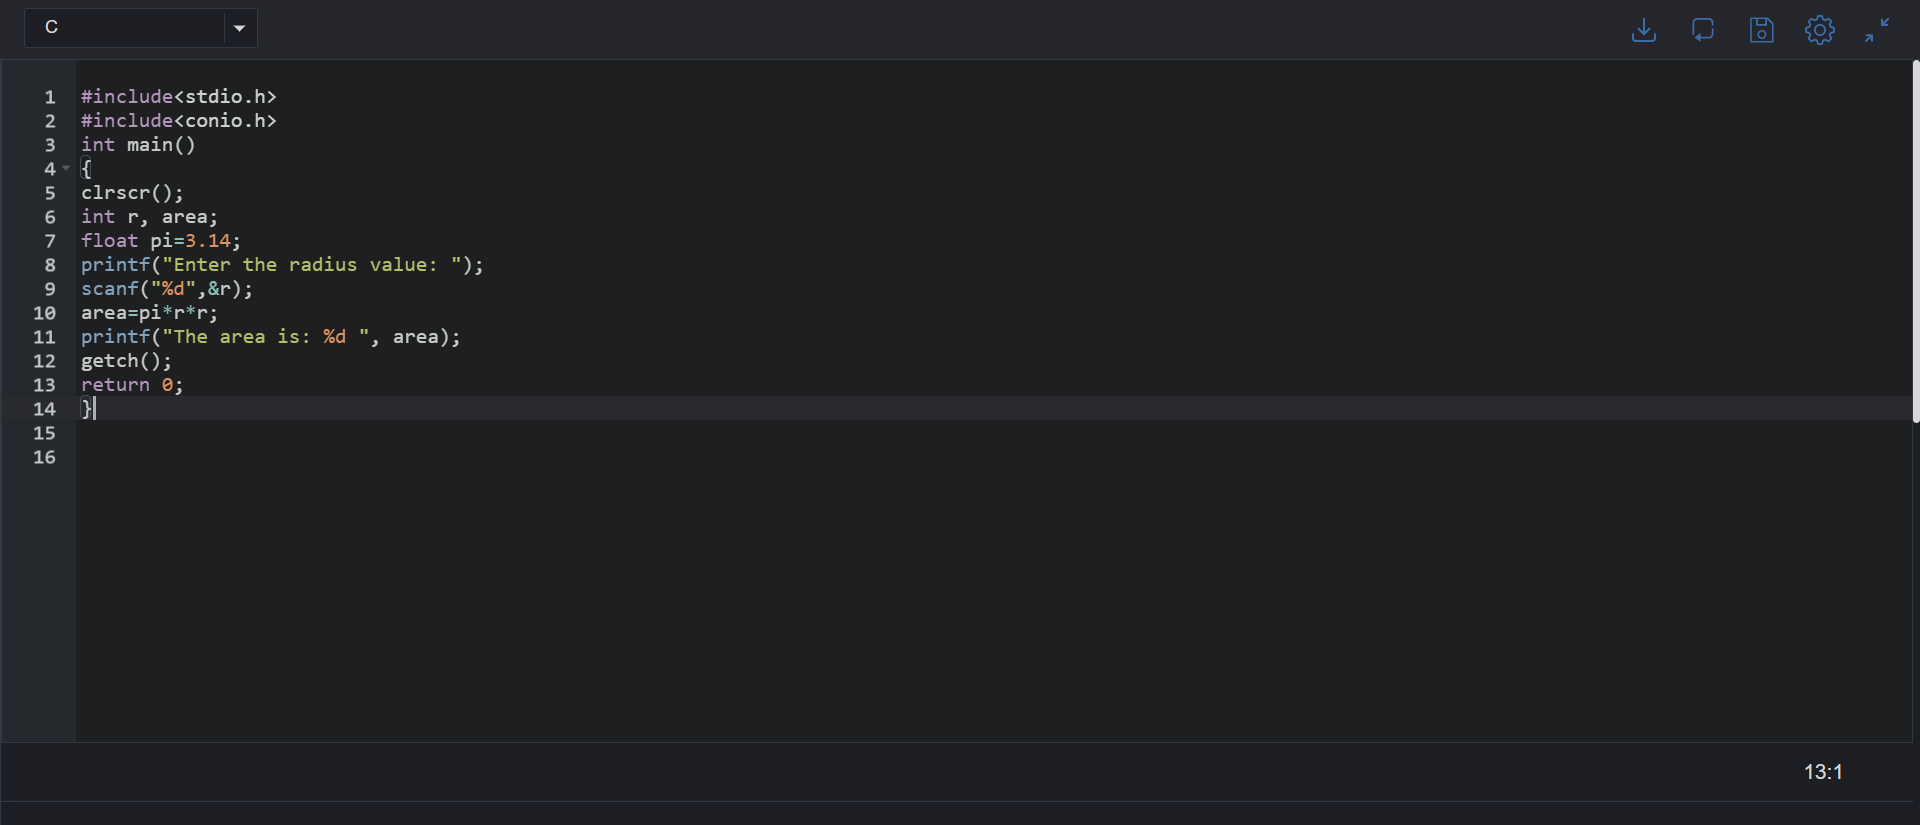 C
1 #include<stdio.h>
2 #include<conio.h>
3 int main()
4 {
5 clrscr();
6 int r, area;
7 float pi=3.14;
8 printf("Enter the radius value: ");
9 scanf("%d",&r);
10 area=pi*r*r;
11 printf("The area is: %d ", area);
12 getch();
13 return 0;
14 }
15
16
13:1